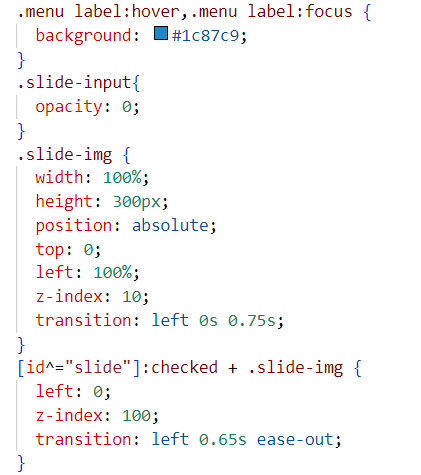 .menu label:hover,.menu label:focus {
background: #1c87c9;
}
.slide-input{
opacity: 0;
}
.slide-img {
width: 100%;
height: 300px;
position: absolute;
top: 0;
left: 100%;
z-index: 10;
transition: left 0s 0.75s;
}
[id^="slide"]:checked + .slide-img {
left: 0;
z-index: 100;
transition: left 0.65s ease-out;
}